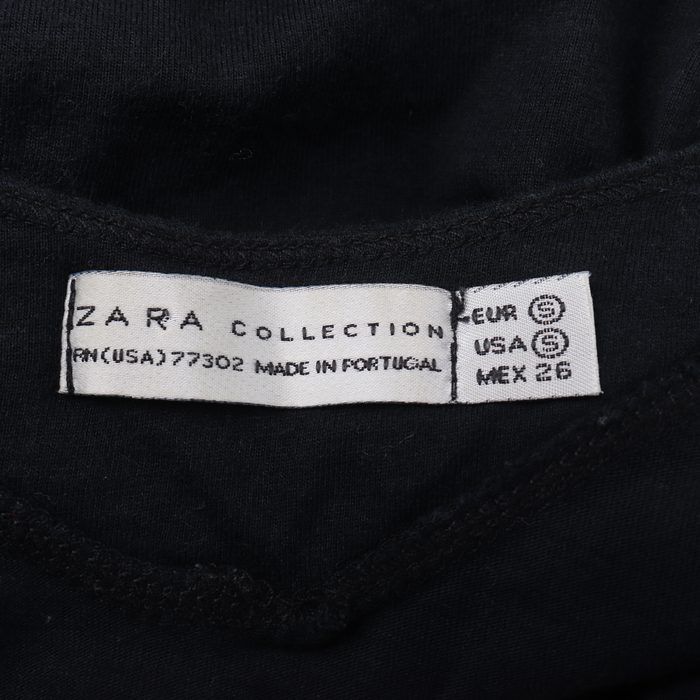 ZARA COLLECTION
RN(USA)77302 MADE IN PORTUGAL
EUR S
USA S
MEX 26